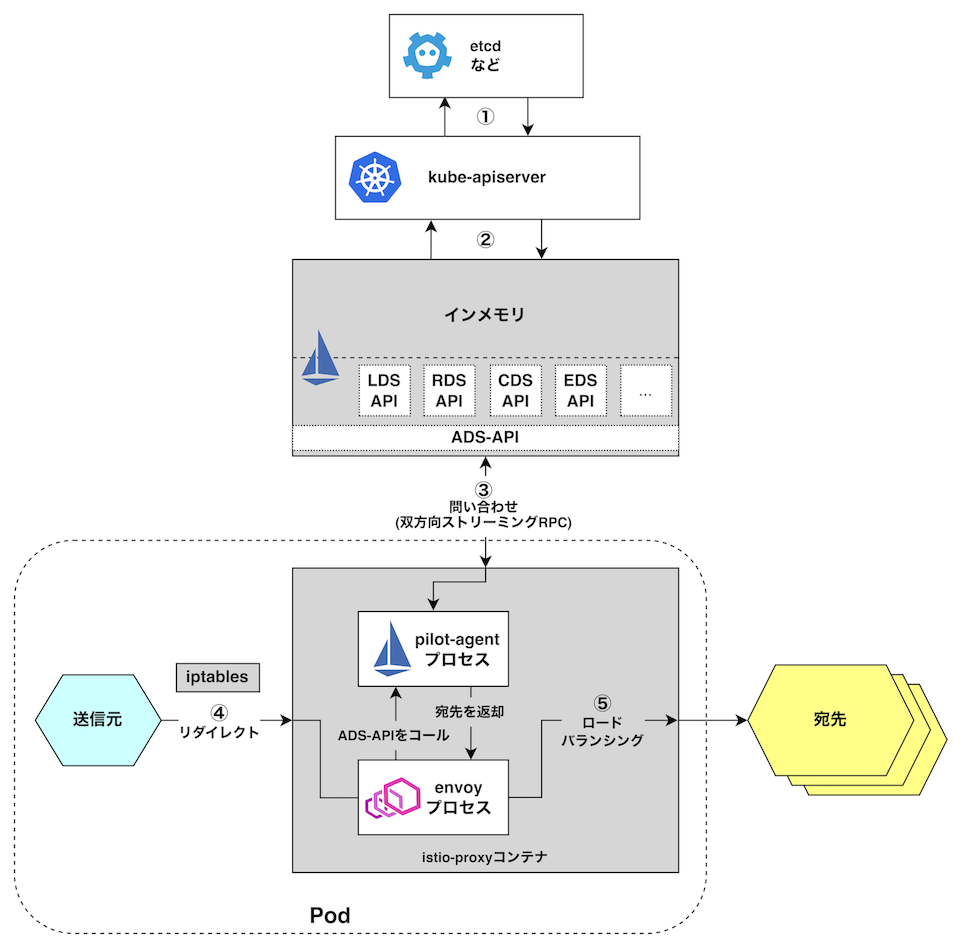 etcd
など
①
kube-apiserver
②
インメモリ
LDS
API
RDS
API
CDS
API
EDS
API
...
ADS-API
③
問い合わせ
(双方向ストリーミングRPC)
pilot-agent
プロセス
iptables
送信元
④
リダイレクト
宛先を返却
ADS-APIをコール
⑤
ロード
バランシング
宛先
envoy
プロセス
istio-proxyコンテナ
Pod